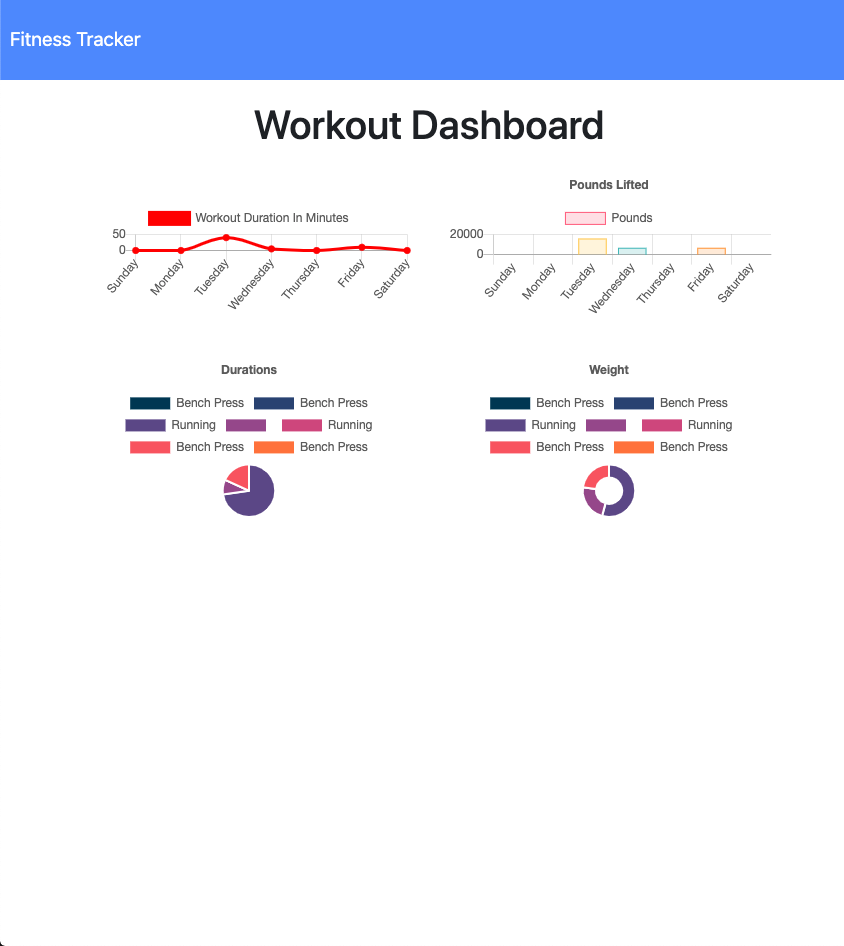 Fitness Tracker
Workout Dashboard
Workout Duration In Minutes
50
0
Sunday
Monday
Tuesday
Wednesday
Thursday
Friday
Saturday
Pounds Lifted
Pounds
20000
0
Sunday
Monday
Tuesday
Wednesday
Thursday
Friday
Saturday
Durations
Bench Press Bench Press
Running Running
Bench Press Bench Press
Weight
Bench Press Bench Press
Running Running
Bench Press Bench Press